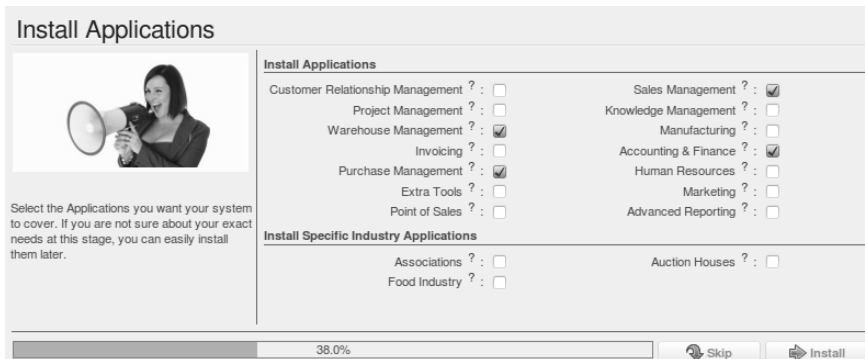 Install Applications
Install Applications
Customer Relationship Management ? : Sales Management ? :
Project Management ? : Knowledge Management ? :
Warehouse Management ? : Manufacturing ? :
Invoicing ? : Accounting & Finance ? :
Purchase Management ? : Human Resources ? :
Extra Tools ? : Marketing ? :
Point of Sales ? : Advanced Reporting ? :
Select the Applications you want your system
to cover. If you are not sure about your exact
needs at this stage, you can easily install
them later.
Install Specific Industry Applications
Associations ? : Auction Houses ? :
Food Industry ? :
38.0% Skip Install